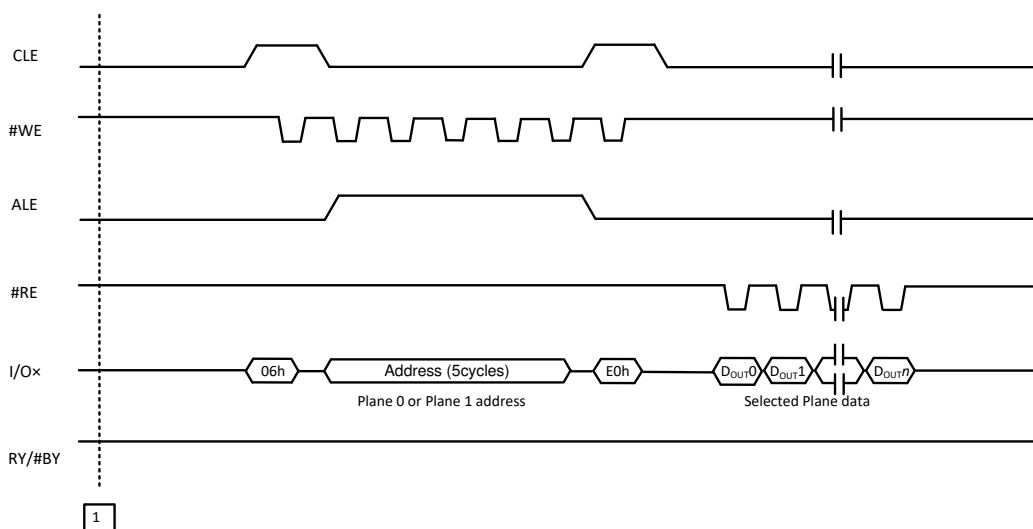 CLE
#WE
ALE
#RE
I/O×
06h
Address (5cycles)
E0h
DOUT0
DOUT1
DOUTn
Plane 0 or Plane 1 address
Selected Plane data
RY/#BY
1